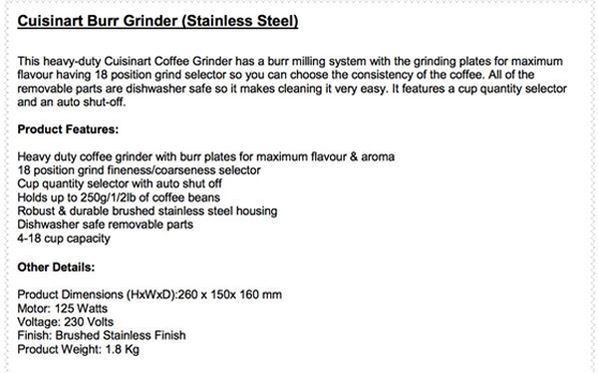 Cuisinart Burr Grinder (Stainless Steel)
This heavy-duty Cuisinart Coffee Grinder has a burr milling system with the grinding plates for maximum
flavour having 18 position grind selector so you can choose the consistency of the coffee. All of the
removable parts are dishwasher safe so it makes cleaning it very easy. It features a cup quantity selector
and an auto shut-off.
Product Features:
Heavy duty coffee grinder with burr plates for maximum flavour & aroma
18 position grind fineness/coarseness selector
Cup quantity selector with auto shut off
Holds up to 250g/1/2lb of coffee beans
Robust & durable brushed stainless steel housing
Dishwasher safe removable parts
4-18 cup capacity
Other Details:
Product Dimensions (HxWxD):260 x 150x 160 mm
Motor: 125 Watts
Voltage: 230 Volts
Finish: Brushed Stainless Finish
Product Weight: 1.8 Kg